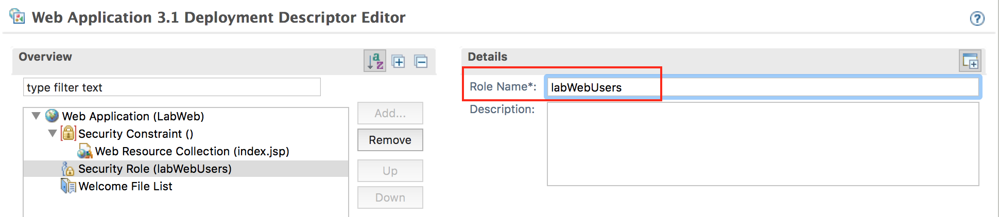 Web Application 3.1 Deployment Descriptor Editor
?
Overview
a
z
type filter text
Web Application (LabWeb)
Security Constraint ()
Web Resource Collection (index.jsp)
Security Role (labWebUsers)
Welcome File List
Add...
Remove
Up
Down
Details
Role Name*: labWebUsers
Description: